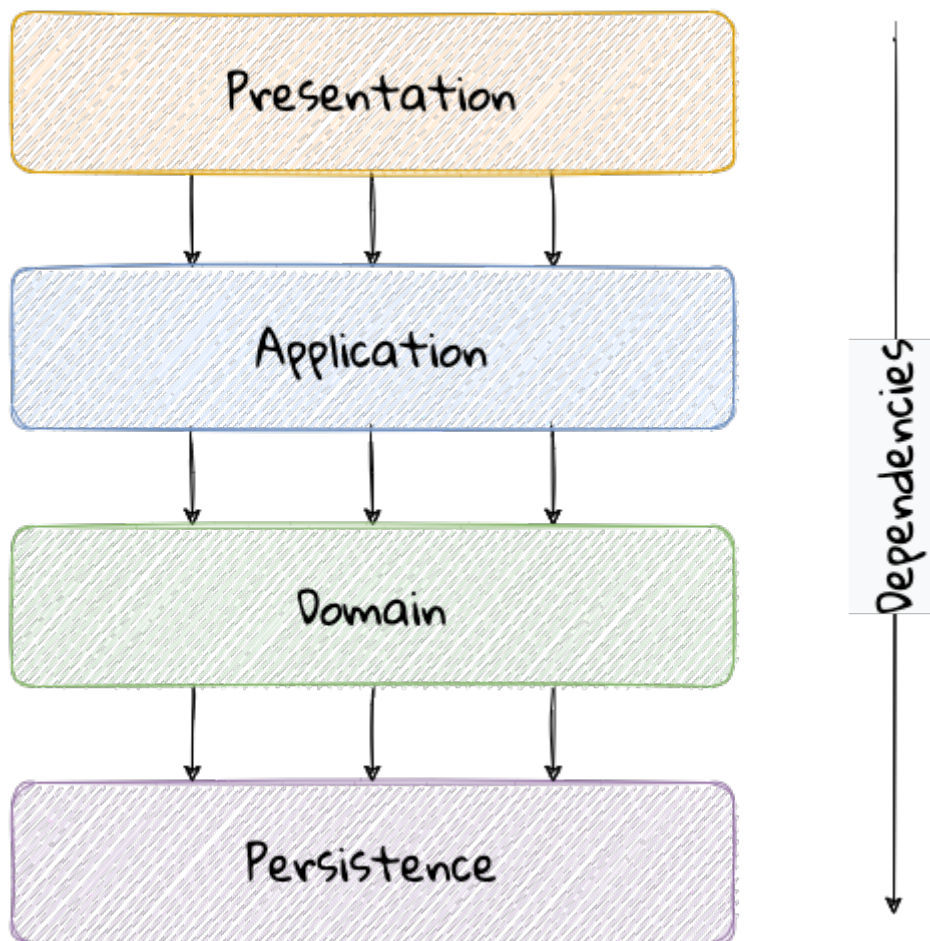 Presentation
Application
Dependencies
Domain
Persistence